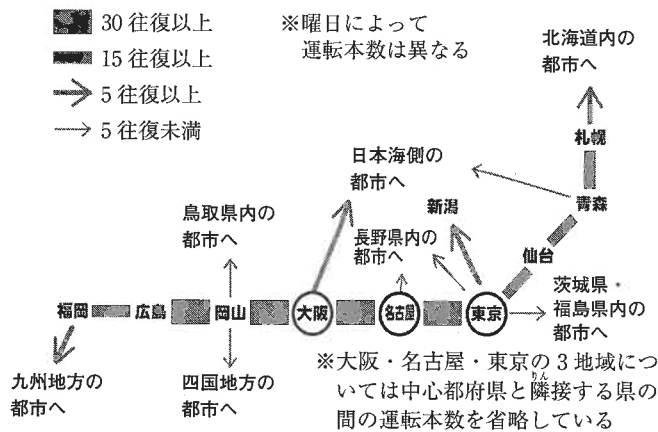 30往復以上
15往復以上
5往復以上
5往復未満
※曜日によって
運転本数は異なる
北海道内の
都市へ
札幌
日本海側の
都市へ
青森
新潟
鳥取県内の
都市へ
長野県内の
都市へ
仙台
茨城県・
福島県内の
都市へ
福岡
広島
岡山
大阪
名古屋
東京
九州地方の
都市へ
四国地方の
都市へ
※大阪・名古屋・東京の3地域につ
いては中心都府県と隣接する県の
りん
間の運転本数を省略している